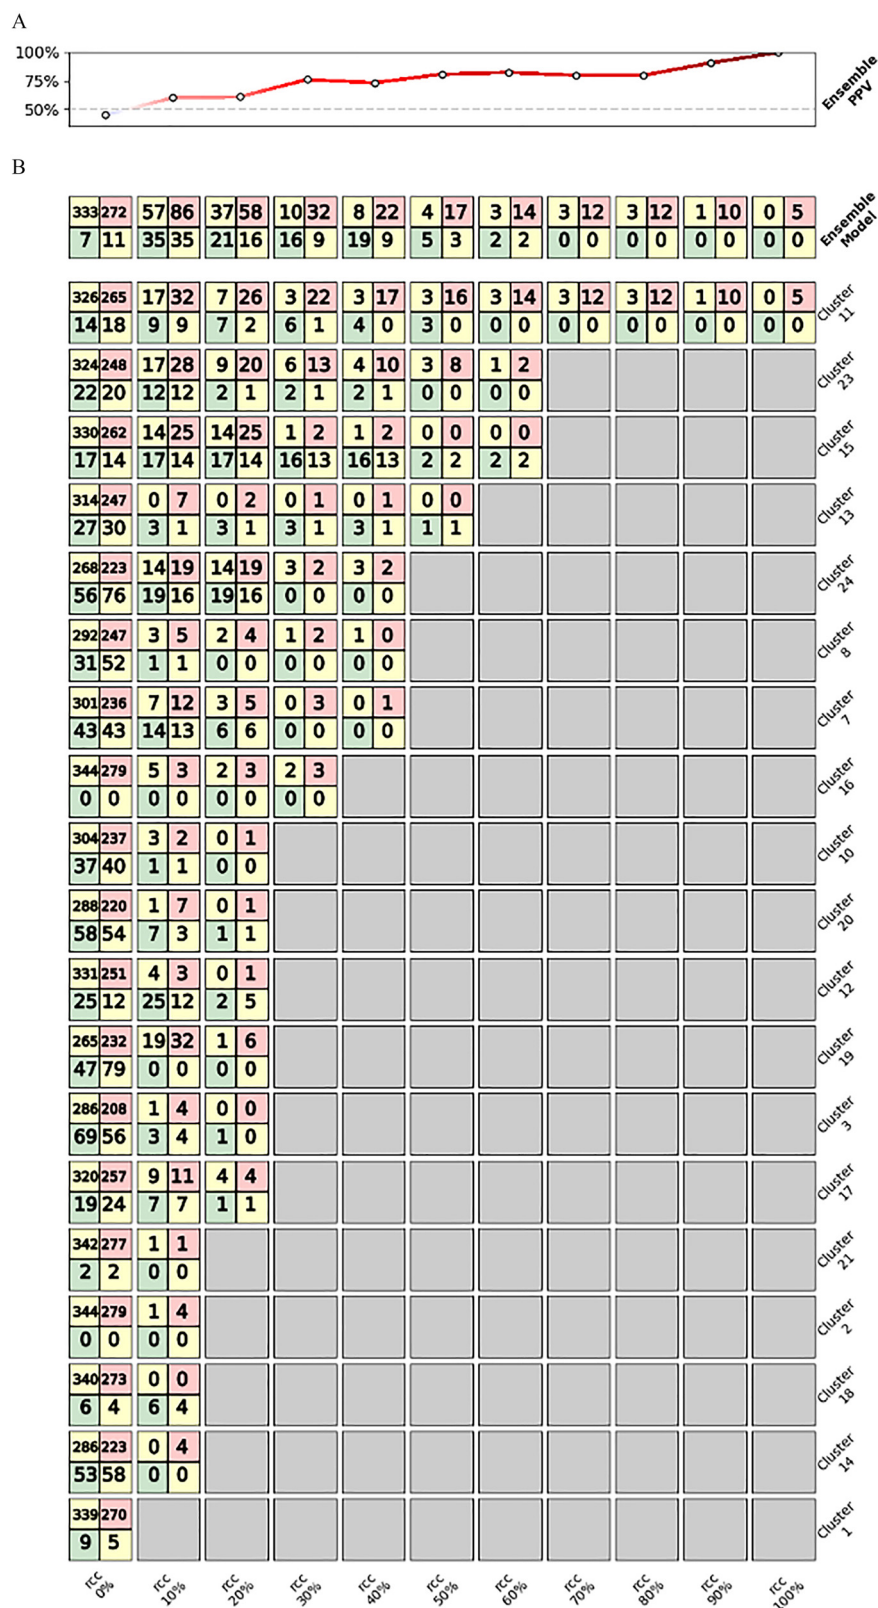 A
100%
75%
50%
Ensemble PPV
B
333 272 57 86 37 58 10 32 8 22 4 17 3 14 3 12 3 12 1 10 0 5
7 11 35 35 21 16 16 9 19 9 5 3 2 2 0 0 0 0 0 0 0 0
Ensemble Model
326 265 17 32 7 26 3 22 3 17 3 16 3 14 3 12 3 12 1 10 0 5
14 18 9 9 7 2 6 1 4 0 3 0 0 0 0 0 0 0 0 0 0 0
Cluster 11
324 248 17 28 9 20 6 13 4 10 3 8 1 2
22 20 12 12 2 1 2 1 2 1 0 0 0 0
Cluster 23
330 262 14 25 14 25 1 2 1 2 0 0 0 0
17 14 17 14 17 14 16 13 16 13 2 2 2 2
Cluster 15
314 247 0 7 0 2 0 1 0 1 0 0
27 30 3 1 3 1 3 1 3 1 1 1
Cluster 13
268 223 14 19 14 19 3 2 3 2
56 76 19 16 19 16 0 0 0 0
Cluster 24
292 247 3 5 2 4 1 2 1 0
31 52 1 1 0 0 0 0 0 0
Cluster 8
301 236 7 12 3 5 0 3 0 1
43 43 14 13 6 6 0 0 0 0
Cluster 7
344 279 5 3 2 3 2 3
0 0 0 0 0 0 0 0
Cluster 16
304 237 3 2 0 1
37 40 1 1 0 0
Cluster 10
288 220 1 7 0 1
58 54 7 3 1 1
Cluster 20
331 251 4 3 0 1
25 12 25 12 2 5
Cluster 12
265 232 19 32 1 6
47 79 0 0 0 0
Cluster 19
286 208 1 4 0 0
69 56 3 4 1 0
Cluster 3
320 257 9 11 4 4
19 24 7 7 1 1
Cluster 17
342 277 1 1
2 2 0 0
Cluster 21
344 279 1 4
0 0 0 0
Cluster 2
340 273 0 0
6 4 6 4
Cluster 18
286 223 0 4
53 58 0 0
Cluster 14
339 270
9 5
Cluster 1
rcc 0% rcc 10% rcc 20% rcc 30% rcc 40% rcc 50% rcc 60% rcc 70% rcc 80% rcc 90% rcc 100%